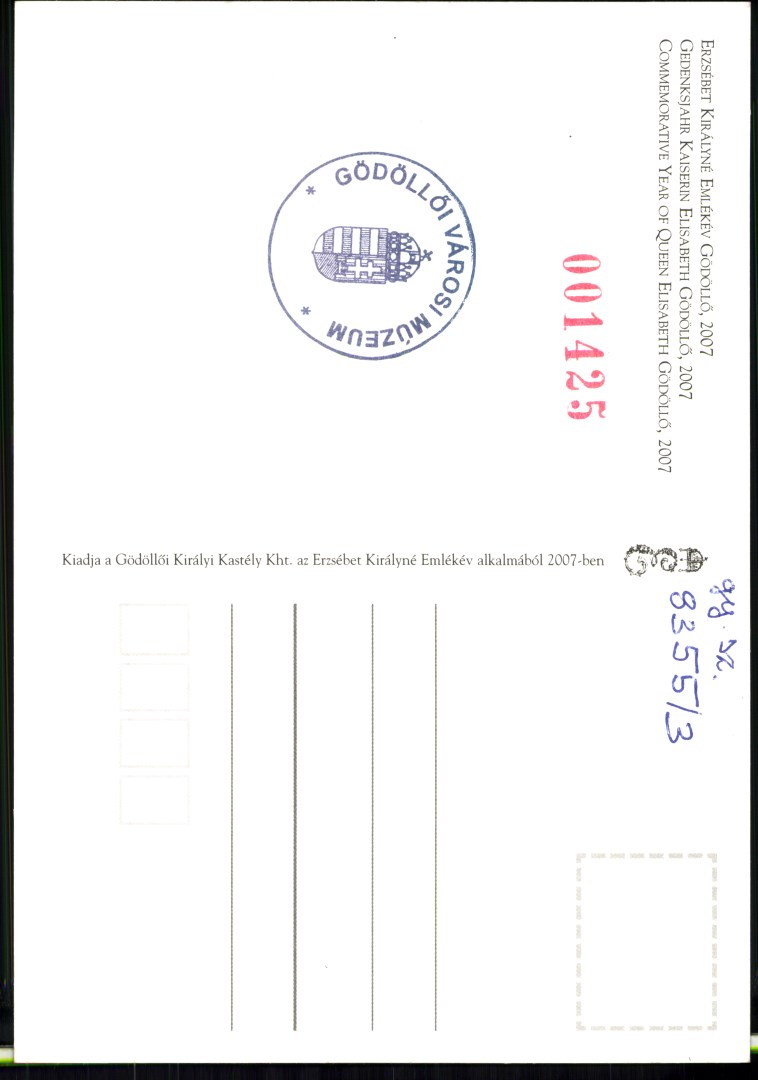 ERZSÉBET KIRÁLYNÉ EMLÉKÉV GÖDÖLLŐ, 2007
GEDENKSJAHR KAISERIN ELISABETH GÖDÖLLŐ, 2007
COMMEMORATIVE YEAR OF QUEEN ELISABETH GÖDÖLLŐ, 2007
001425
* GÖDÖLLŐI VÁROSI MÚZEUM *
Kiadja a Gödöllői Királyi Kastély Kht. az Erzsébet Királyné Emlékév alkalmából 2007-ben
gy. sz.
8355/3